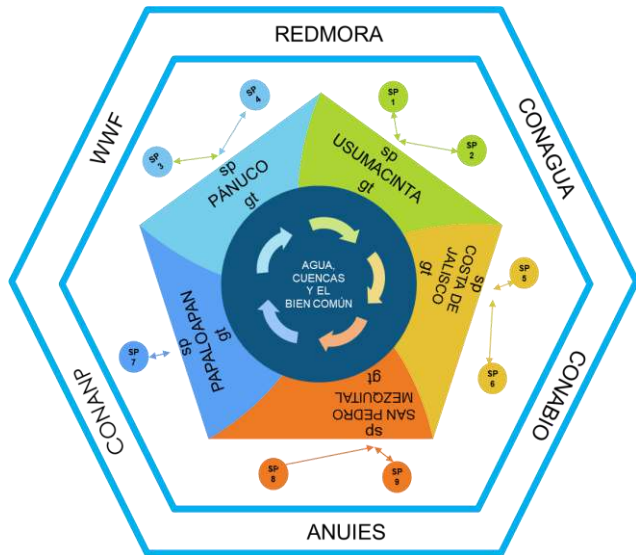 REDMORA
CONAGUA
CONABIO
ANUIES
CONANP
WWF
SP
4
SP
3
SP
1
SP
2
SP
5
SP
6
SP
7
SP
8
SP
9
sp
PÁNUCO
gt
sp
USUMACINTA
gt
sp
COSTA DE
JALISCO
gt
gt
SAN PEDRO
MEZQUITAL
sp
sp
PAPALOAPAN
gt
AGUA,
CUENCAS
Y EL
BIEN COMÚN